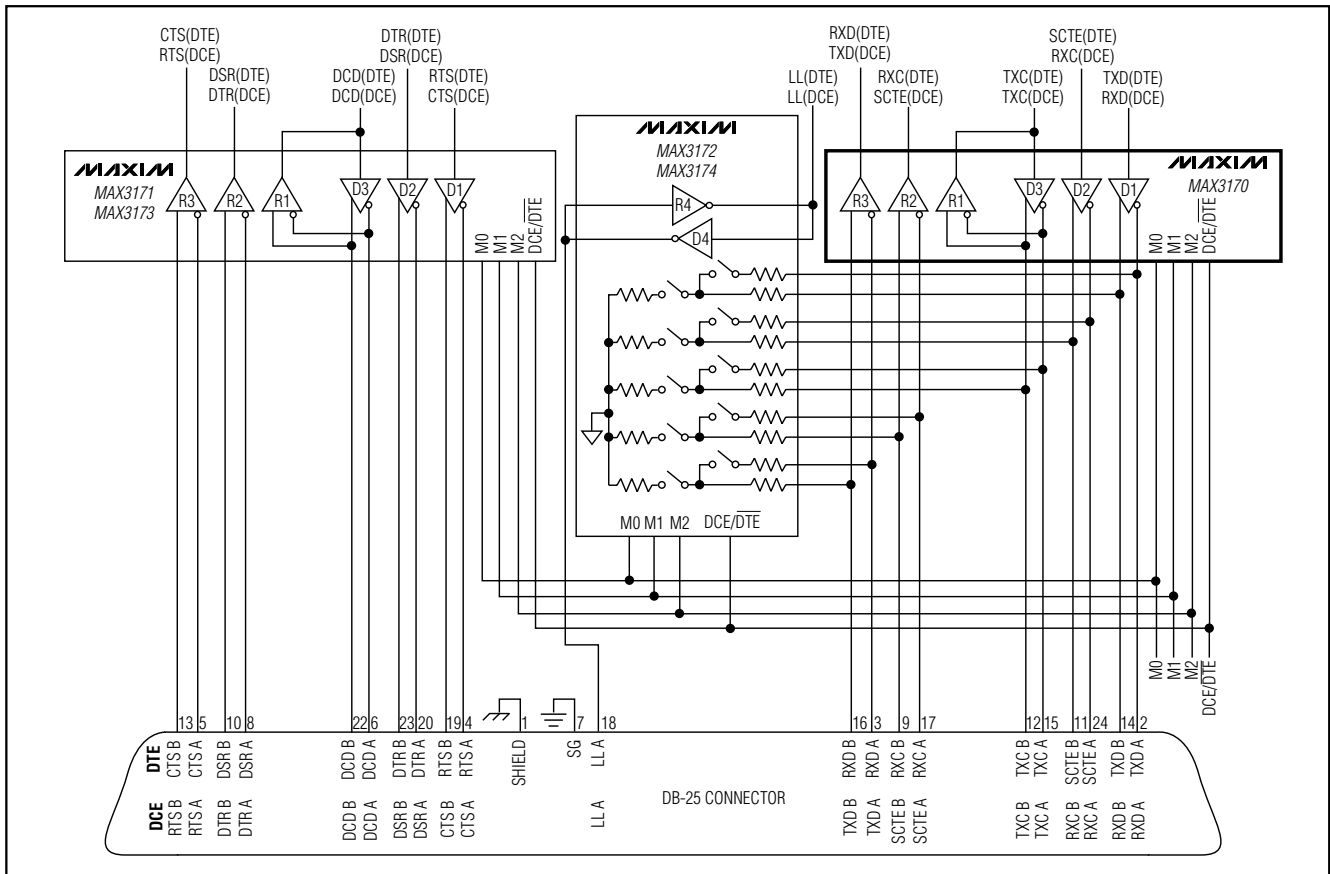 CTS(DTE)
RTS(DCE)
DSR(DTE)
DTR(DCE)
DCD(DTE)
DCD(DCE)
DTR(DTE)
DSR(DCE)
RTS(DTE)
CTS(DCE)
LL(DTE)
LL(DCE)
RXD(DTE)
TXD(DCE)
RXC(DTE)
SCTE(DCE)
TXC(DTE)
TXC(DCE)
SCTE(DTE)
RXC(DCE)
TXD(DTE)
RXD(DCE)
MAXIM
MAX3171
MAX3173
R3
R2
R1
D3
D2
D1
M0
M1
M2
DCE/DTE
MAXIM
MAX3172
MAX3174
R4
D4
M0 M1 M2 DCE/DTE
MAXIM
MAX3170
R3
R2
R1
D3
D2
D1
M0
M1
M2
DCE/DTE
M0
M1
M2
DCE/DTE
13 5 10 8 22 6 23 20 19 4 1 7 18 16 3 9 17 12 15 11 24 14 2
DTE
CTS B
CTS A
DSR B
DSR A
DCD B
DCD A
DTR B
DTR A
RTS B
RTS A
SHIELD
SG
LL A
RXD B
RXD A
RXC B
RXC A
TXC B
TXC A
SCTE B
SCTE A
TXD B
TXD A
DB-25 CONNECTOR
DCE
RTS B
RTS A
DTR B
DTR A
DCD B
DCD A
DSR B
DSR A
CTS B
CTS A
LL A
TXD B
TXD A
SCTE B
SCTE A
TXC B
TXC A
RXC B
RXC A
RXD B
RXD A